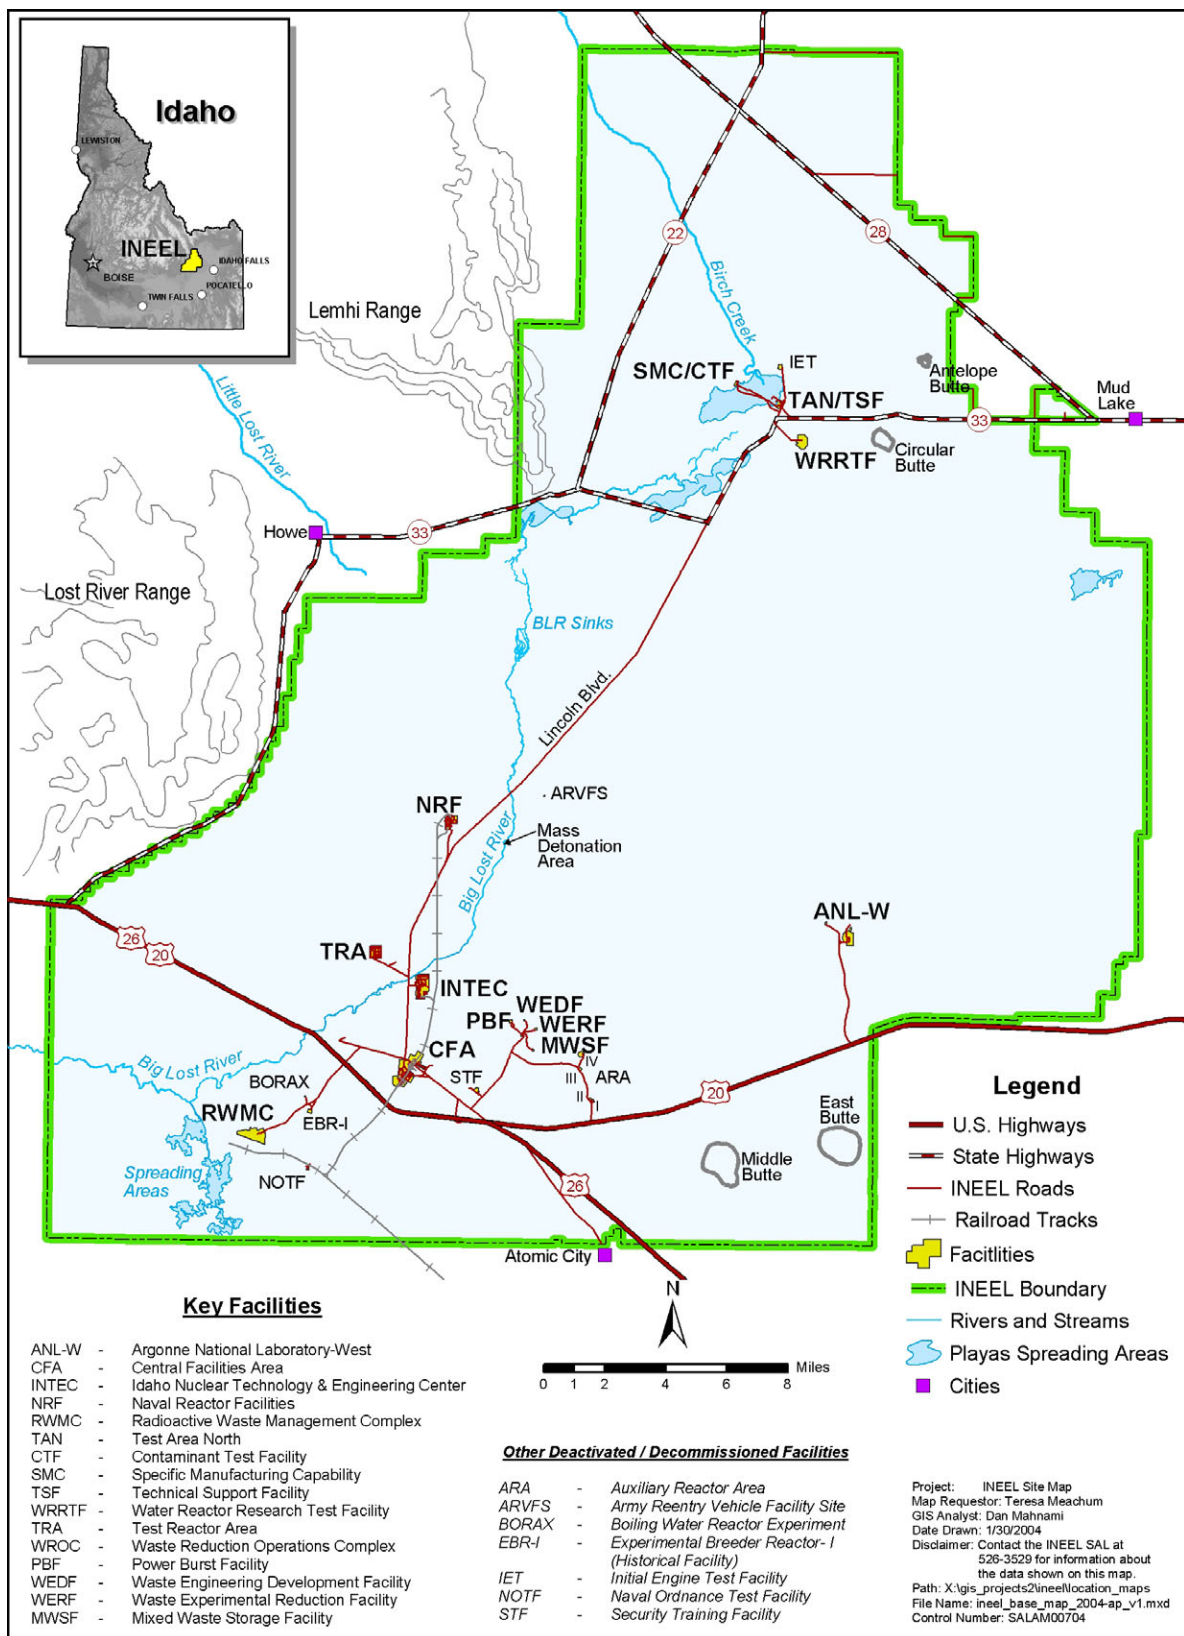 Idaho
LEWISTON
INEEL
IDAHO FALLS
BOISE
POCATELLO
TWIN FALLS
22
28
Lemhi Range
Birch Creek
Little Lost River
SMC/CTF
IET
Antelope
Butte
TAN/TSF
Mud
Lake
33
WRRTF
Circular
Butte
Howe
33
Lost River Range
BLR Sinks
Lincoln Blvd.
NRF
ARVFS
Mass
Detonation
Area
Big Lost River
ANL-W
26
20
TRA
INTEC
WEDF
PBF
WERF
MWSF
CFA
IV
STF
III
ARA
II
I
Big Lost River
BORAX
RWMC
EBR-I
20
East
Butte
Middle
Butte
Spreading
Areas
NOTF
26
Atomic City
N
Legend
U.S. Highways
State Highways
INEEL Roads
Railroad Tracks
Facitlities
INEEL Boundary
Rivers and Streams
Playas Spreading Areas
Cities
Miles
0 1 2 4 6 8
Key Facilities
ANL-W - Argonne National Laboratory-West
CFA - Central Facilities Area
INTEC - Idaho Nuclear Technology & Engineering Center
NRF - Naval Reactor Facilities
RWMC - Radioactive Waste Management Complex
TAN - Test Area North
CTF - Contaminant Test Facility
SMC - Specific Manufacturing Capability
TSF - Technical Support Facility
WRRTF - Water Reactor Research Test Facility
TRA - Test Reactor Area
WROC - Waste Reduction Operations Complex
PBF - Power Burst Facility
WEDF - Waste Engineering Development Facility
WERF - Waste Experimental Reduction Facility
MWSF - Mixed Waste Storage Facility
Other Deactivated / Decommissioned Facilities
ARA - Auxiliary Reactor Area
ARVFS - Army Reentry Vehicle Facility Site
BORAX - Boiling Water Reactor Experiment
EBR-I - Experimental Breeder Reactor- I
(Historical Facility)
IET - Initial Engine Test Facility
NOTF - Naval Ordnance Test Facility
STF - Security Training Facility
Project: INEEL Site Map
Map Requestor: Teresa Meachum
GIS Analyst: Dan Mahnami
Date Drawn: 1/30/2004
Disclaimer: Contact the INEEL SAL at
526-3529 for information about
the data shown on this map.
Path: X:\gis_projects2\ineel\location_maps
File Name: ineel_base_map_2004-ap_v1.mxd
Control Number: SALAM00704